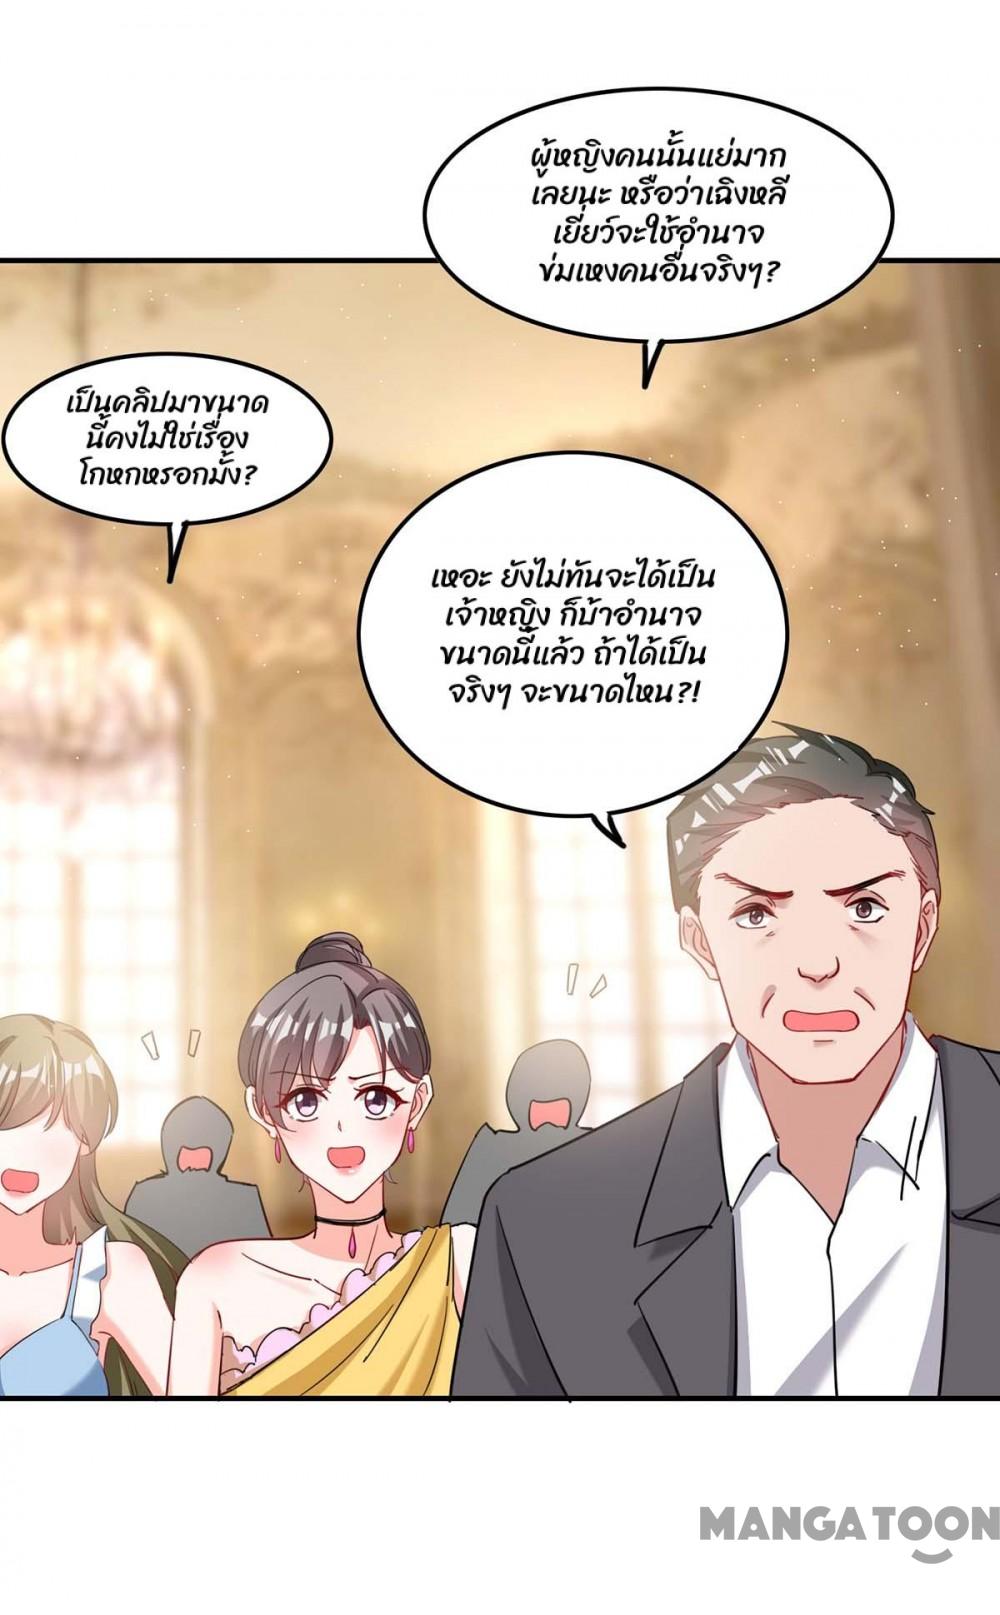 ผู้หญิงคนนั้นแย่มาก
เลยนะ หรือว่าเฉิงหลี
เยี่ยว์จะใช้อำนาจ
ข่มเหงคนอื่นจริงๆ?
เป็นคลิปมาขนาด
นี้คงไม่ใช่เรื่อง
โกหกหรอกมั้ง?
เหอะ ยังไม่ทันจะได้เป็น
เจ้าหญิง ก็บ้าอำนาจ
ขนาดนี้แล้ว ถ้าได้เป็น
จริงๆ จะขนาดไหน?!
MANGATOON